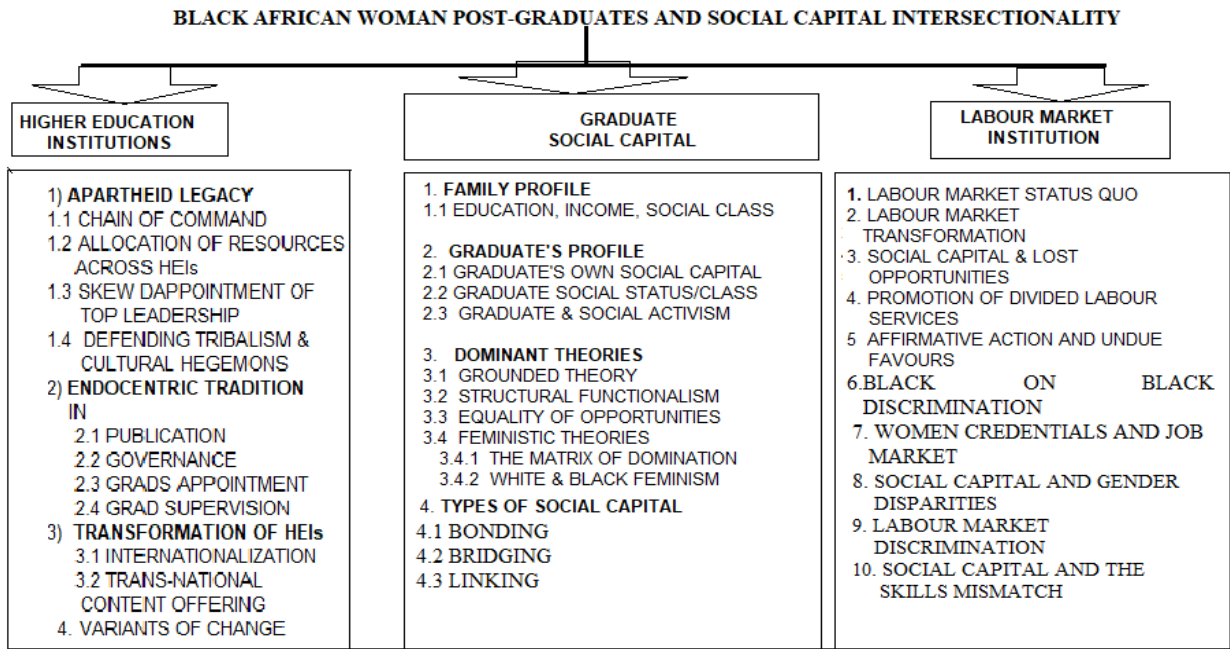 BLACK AFRICAN WOMAN POST-GRADUATES AND SOCIAL CAPITAL INTERSECTIONALITY
HIGHER EDUCATION
INSTITUTIONS
1) APARTHEID LEGACY
1.1 CHAIN OF COMMAND
1.2 ALLOCATION OF RESOURCES
ACROSS HEIs
1.3 SKEW DAPPOINTMENT OF
TOP LEADERSHIP
1.4 DEFENDING TRIBALISM &
CULTURAL HEGEMONS
2) ENDOCENTRIC TRADITION
IN
2.1 PUBLICATION
2.2 GOVERNANCE
2.3 GRADS APPOINTMENT
2.4 GRAD SUPERVISION
3) TRANSFORMATION OF HEIs
3.1 INTERNATIONALIZATION
3.2 TRANS-NATIONAL
CONTENT OFFERING
4. VARIANTS OF CHANGE
GRADUATE
SOCIAL CAPITAL
1. FAMILY PROFILE
1.1 EDUCATION, INCOME, SOCIAL CLASS
2. GRADUATE'S PROFILE
2.1 GRADUATE'S OWN SOCIAL CAPITAL
2.2 GRADUATE SOCIAL STATUS/CLASS
2.3 GRADUATE & SOCIAL ACTIVISM
3. DOMINANT THEORIES
3.1 GROUNDED THEORY
3.2 STRUCTURAL FUNCTIONALISM
3.3 EQUALITY OF OPPORTUNITIES
3.4 FEMINISTIC THEORIES
3.4.1 THE MATRIX OF DOMINATION
3.4.2 WHITE & BLACK FEMINISM
4. TYPES OF SOCIAL CAPITAL
4.1 BONDING
4.2 BRIDGING
4.3 LINKING
LABOUR MARKET
INSTITUTION
1. LABOUR MARKET STATUS QUO
2. LABOUR MARKET
TRANSFORMATION
3. SOCIAL CAPITAL & LOST
OPPORTUNITIES
4. PROMOTION OF DIVIDED LABOUR
SERVICES
5 AFFIRMATIVE ACTION AND UNDUE
FAVOURS
6.BLACK ON BLACK
DISCRIMINATION
7. WOMEN CREDENTIALS AND JOB
MARKET
8. SOCIAL CAPITAL AND GENDER
DISPARITIES
9. LABOUR MARKET
DISCRIMINATION
10. SOCIAL CAPITAL AND THE
SKILLS MISMATCH